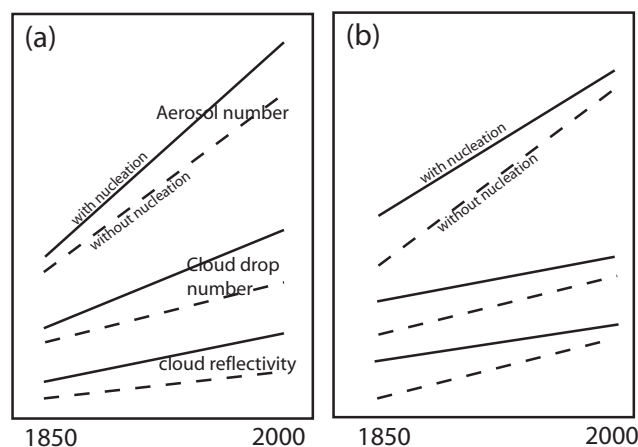 (a)
Aerosol number
with nucleation
without nucleation
Cloud drop
number
cloud reflectivity
1850
2000
(b)
with nucleation
without nucleation
1850
2000